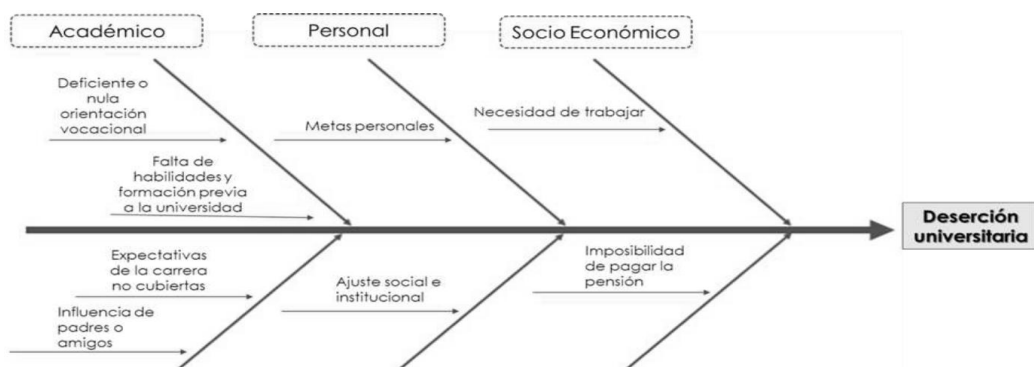 Académico
Personal
Socio Económico
Deficiente o
nula
orientación
vocacional
Metas personales
Necesidad de trabajar
Falta de
habilidades y
formación previa
a la universidad
Deserción
universitaria
Expectativas
de la carrera
no cubiertas
Ajuste social e
institucional
Imposibilidad
de pagar la
pensión
Influencia de
padres o
amigos